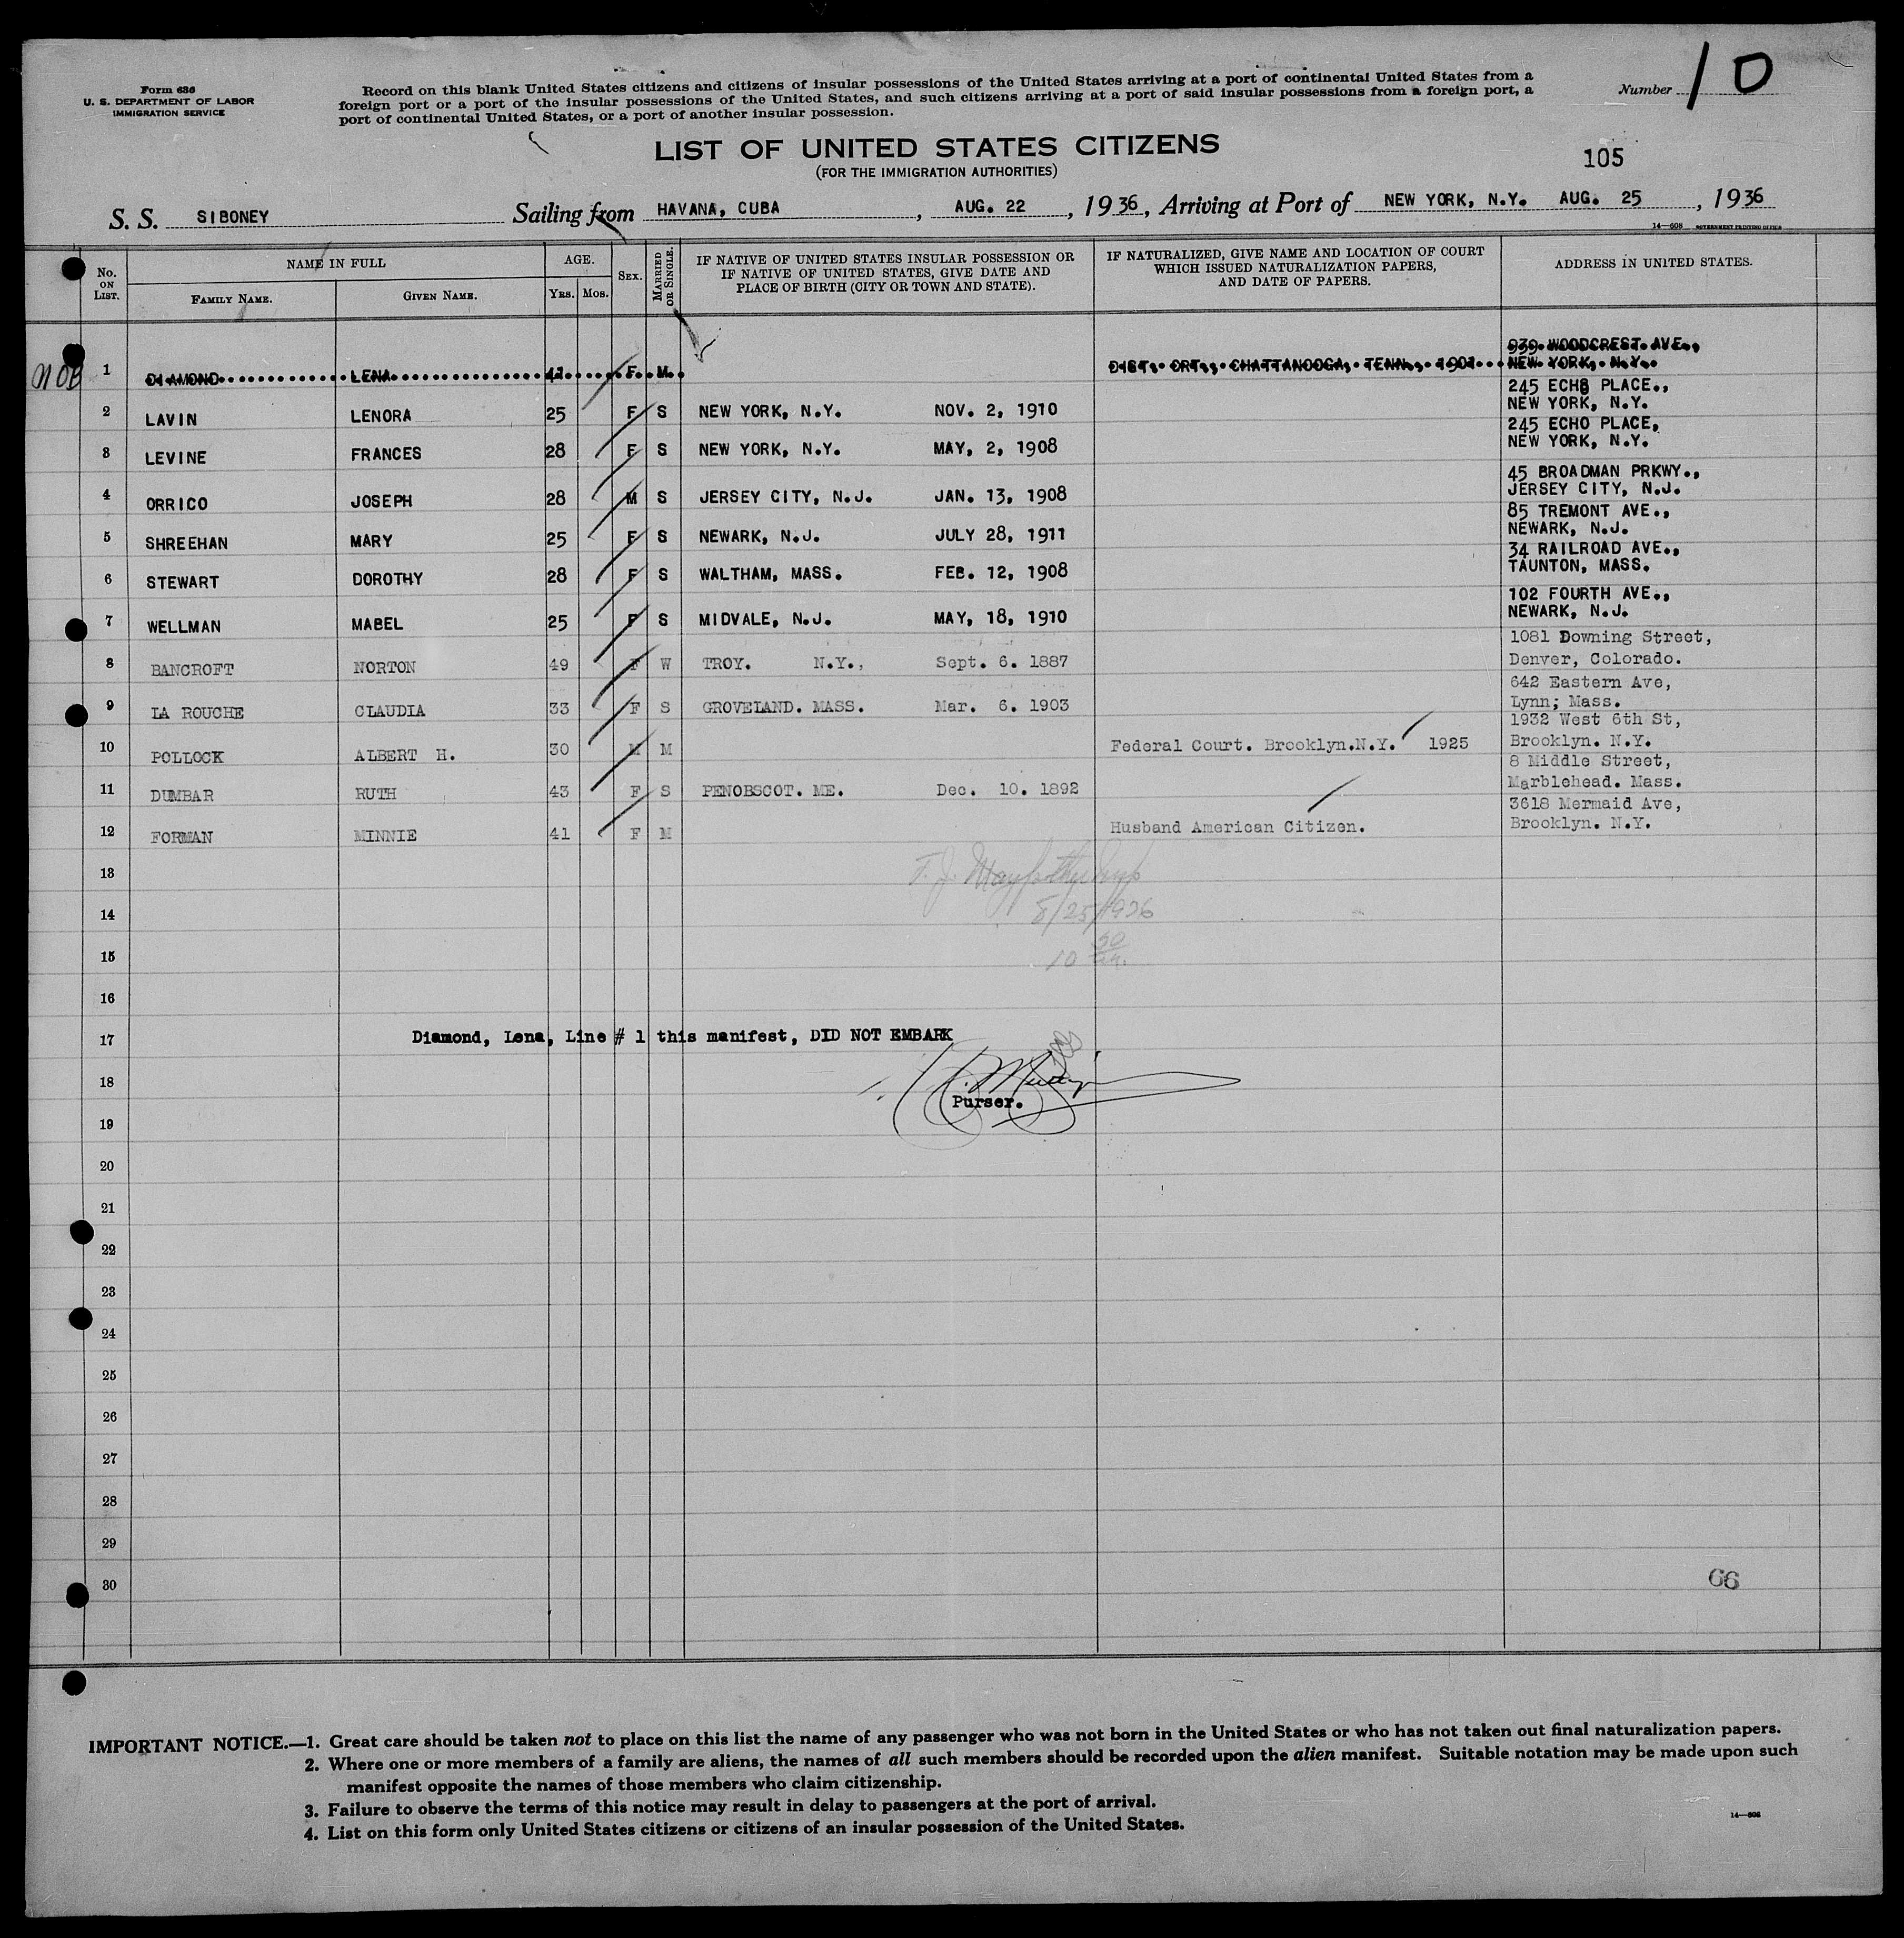 Form 636
U. S. DEPARTMENT OF LABOR
IMMIGRATION SERVICE
Record on this blank United States citizens and citizens of insular possessions of the United States arriving at a port of continental United States from a
foreign port or a port of the insular possessions of the United States, and such citizens arriving at a port of said insular possessions from a foreign port, a
port of continental United States, or a port of another insular possession.
Number 10
LIST OF UNITED STATES CITIZENS
(FOR THE IMMIGRATION AUTHORITIES)
105
S. S. SIBONEY Sailing from HAVANA, CUBA, AUG. 22, 1936, Arriving at Port of NEW YORK, N.Y. AUG. 25, 1936
14—608 GOVERNMENT PRINTING OFFICE
No. ON LIST.
NAME IN FULL
FAMILY NAME.
GIVEN NAME.
AGE.
YRS. MOS.
SEX.
MARRIED OR SINGLE.
IF NATIVE OF UNITED STATES INSULAR POSSESSION OR
IF NATIVE OF UNITED STATES, GIVE DATE AND
PLACE OF BIRTH (CITY OR TOWN AND STATE).
IF NATURALIZED, GIVE NAME AND LOCATION OF COURT
WHICH ISSUED NATURALIZATION PAPERS,
AND DATE OF PAPERS.
ADDRESS IN UNITED STATES.
939 WOODCREST AVE.,
NOB 1 DIAMOND LENA 41 F M DIST. CRT., CHATTANOOGA, TENN., 1901 NEW YORK, N.Y.
245 ECHO PLACE.,
2 LAVIN LENORA 25 F S NEW YORK, N.Y. NOV. 2, 1910 NEW YORK, N.Y.
245 ECHO PLACE,
3 LEVINE FRANCES 28 F S NEW YORK, N.Y. MAY, 2, 1908 NEW YORK, N.Y.
45 BROADMAN PRKWY.,
4 ORRICO JOSEPH 28 M S JERSEY CITY, N.J. JAN. 13, 1908 JERSEY CITY, N.J.
85 TREMONT AVE.,
5 SHREEHAN MARY 25 F S NEWARK, N.J. JULY 28, 1911 NEWARK, N.J.
34 RAILROAD AVE.,
6 STEWART DOROTHY 28 F S WALTHAM, MASS. FEB. 12, 1908 TAUNTON, MASS.
102 FOURTH AVE.,
7 WELLMAN MABEL 25 F S MIDVALE, N.J. MAY, 18, 1910 NEWARK, N.J.
1081 Downing Street,
8 BANCROFT NORTON 49 F W TROY. N.Y., Sept. 6. 1887 Denver, Colorado.
642 Eastern Ave,
9 LA ROUCHE CLAUDIA 33 F S GROVELAND. MASS. Mar. 6. 1903 Lynn; Mass.
1932 West 6th St,
10 POLLOCK ALBERT H. 30 M M Federal Court. Brooklyn.N.Y. 1925 Brooklyn. N.Y.
8 Middle Street,
11 DUMBAR RUTH 43 F S PENOBSCOT. ME. Dec. 10. 1892 Marblehead. Mass.
3618 Mermaid Ave,
12 FORMAN MINNIE 41 F M Husband American Citizen. Brooklyn. N.Y.
13
14 8/25/1936
15 10 50
16
17 Diamond, Lena, Line # 1 this manifest, DID NOT EMBARK
18
Purser.
19
20
21
22
23
24
25
26
27
28
29
30 66
IMPORTANT NOTICE.—1. Great care should be taken not to place on this list the name of any passenger who was not born in the United States or who has not taken out final naturalization papers.
2. Where one or more members of a family are aliens, the names of all such members should be recorded upon the alien manifest. Suitable notation may be made upon such
manifest opposite the names of those members who claim citizenship.
3. Failure to observe the terms of this notice may result in delay to passengers at the port of arrival.
4. List on this form only United States citizens or citizens of an insular possession of the United States.
14—608